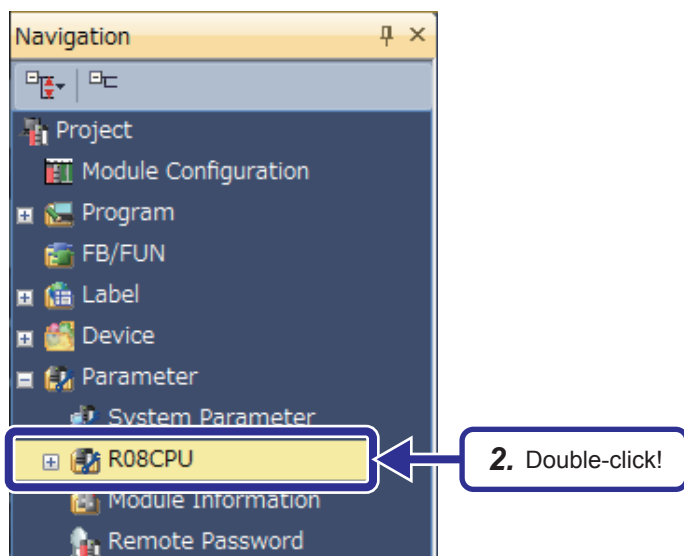 Navigation
Project
Module Configuration
Program
FB/FUN
Label
Device
Parameter
System Parameter
R08CPU
2. Double-click!
Module Information
Remote Password